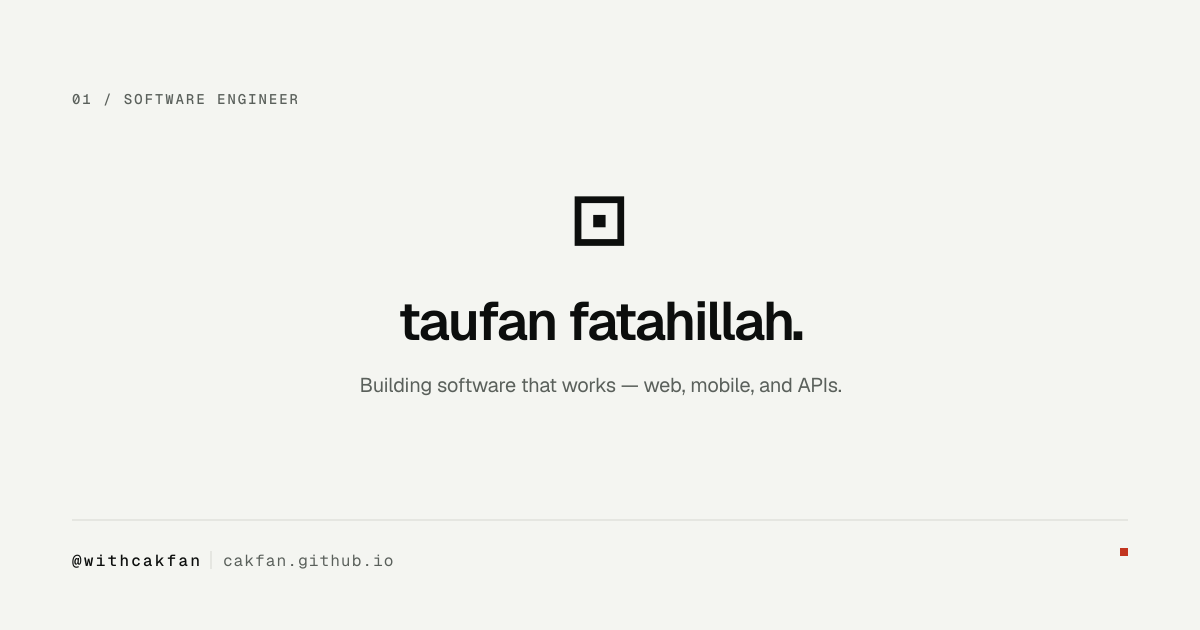 01 / SOFTWARE ENGINEER
taufan fatahillah.
Building software that works — web, mobile, and APIs.
@withcakfan
cakfan.github.io